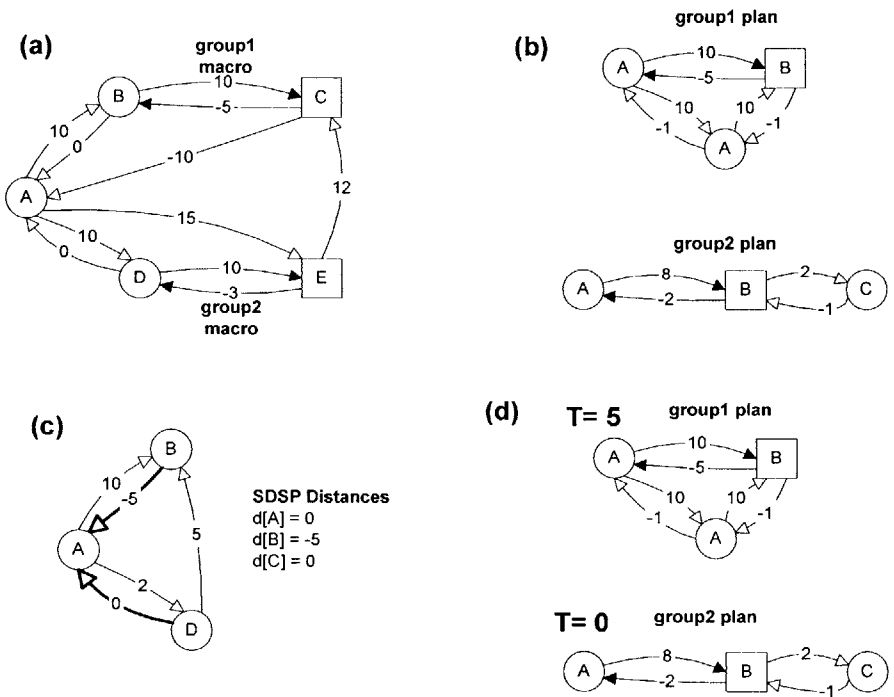 (a)
group1
macro
B
10
C
-5
10
0
-10
A
15
12
10
0
D
10
E
-3
group2
macro
(b)
group1 plan
A
10
B
-5
10
10
-1
-1
A
group2 plan
A
8
B
2
C
-2
-1
(c)
B
10
-5
A
5
2
0
D
SDSP Distances
d[A] = 0
d[B] = -5
d[C] = 0
(d)
T= 5
group1 plan
A
10
B
-5
10
10
-1
-1
A
T= 0
group2 plan
A
8
B
2
C
-2
-1